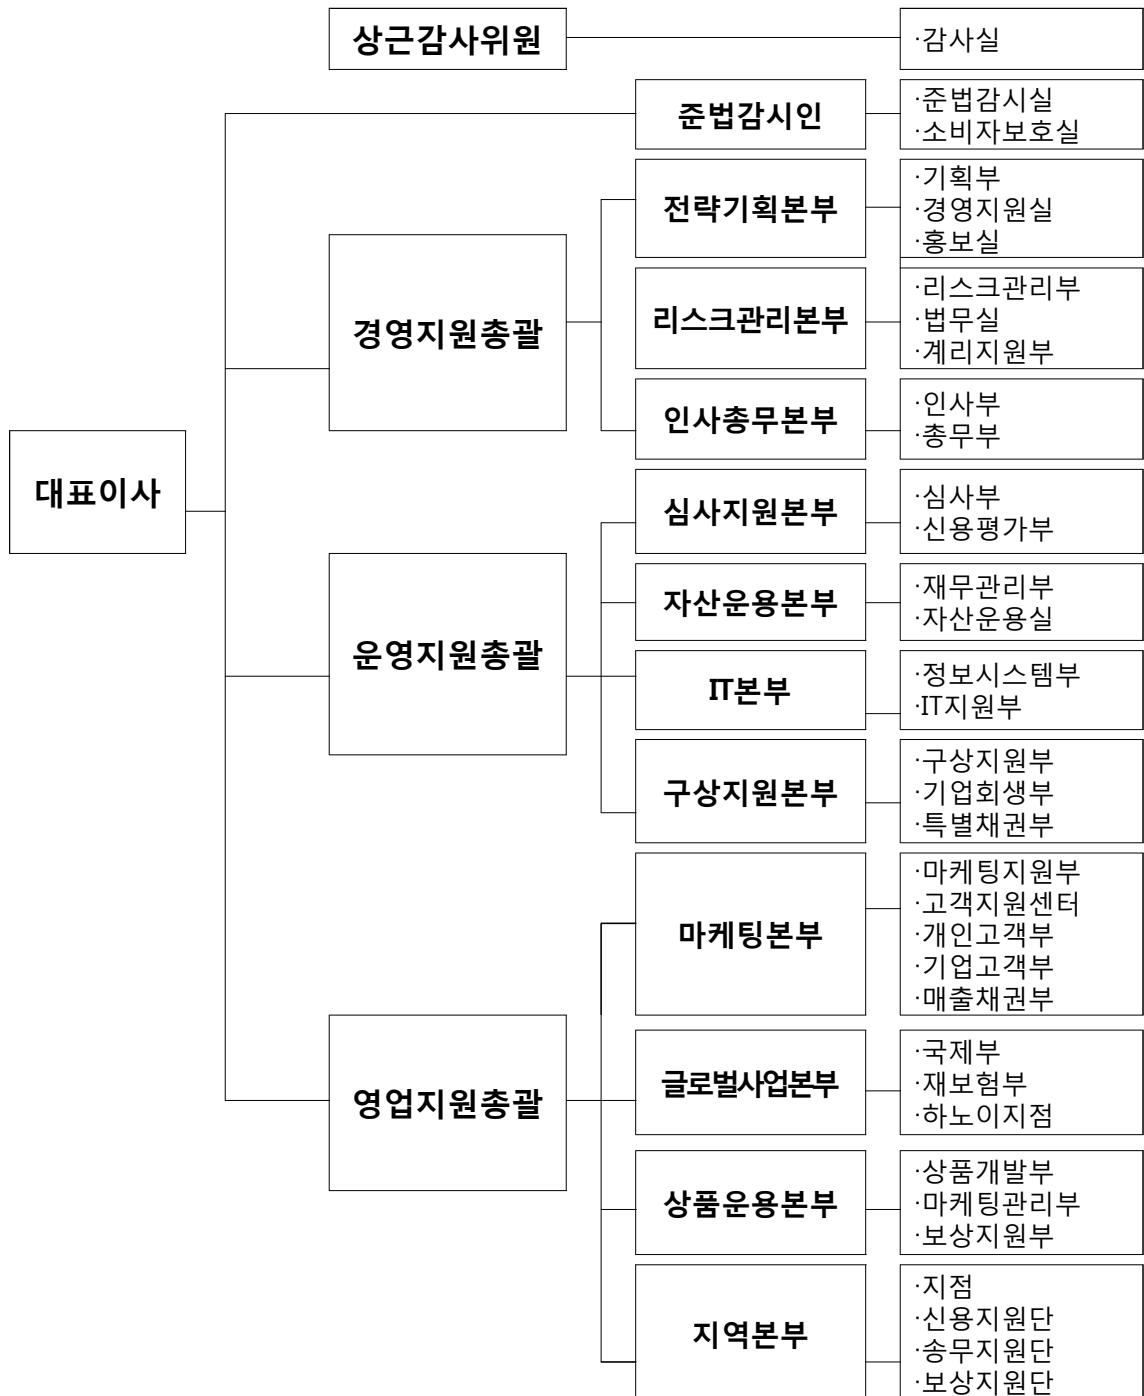 상근감사위원
·감사실
준법감시인
·준법감시실
·소비자보호실
전략기획본부
·기획부
·경영지원실
·홍보실
경영지원총괄
리스크관리본부
·리스크관리부
·법무실
·계리지원부
인사총무본부
·인사부
·총무부
대표이사
심사지원본부
·심사부
·신용평가부
운영지원총괄
자산운용본부
·재무관리부
·자산운용실
IT본부
·정보시스템부
·IT지원부
구상지원본부
·구상지원부
·기업회생부
·특별채권부
마케팅본부
·마케팅지원부
·고객지원센터
·개인고객부
·기업고객부
·매출채권부
영업지원총괄
글로벌사업본부
·국제부
·재보험부
·하노이지점
상품운용본부
·상품개발부
·마케팅관리부
·보상지원부
지역본부
·지점
·신용지원단
·송무지원단
·보상지원단